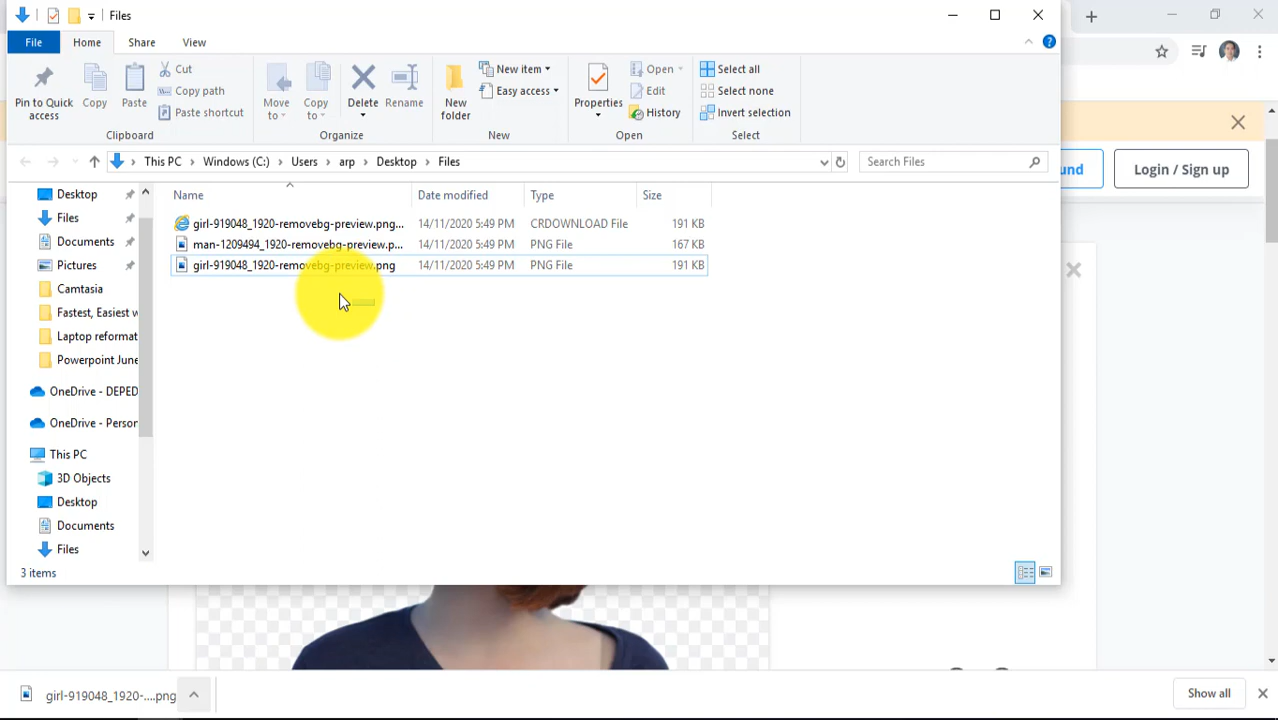 Files
File Home Share View
Pin to Quick access
Copy
Paste
Cut
Copy path
Paste shortcut
Clipboard
Move to
Copy to
Delete
Rename
Organize
New folder
New item
Easy access
New
Properties
Open
Edit
History
Open
Select all
Select none
Invert selection
Select
This PC > Windows (C:) > Users > arp > Desktop > Files
Search Files
Name Date modified Type Size
girl-919048_1920-removebg-preview.png... 14/11/2020 5:49 PM CRDOWNLOAD File 191 KB
man-1209494_1920-removebg-preview.p... 14/11/2020 5:49 PM PNG File 167 KB
girl-919048_1920-removebg-preview.png 14/11/2020 5:49 PM PNG File 191 KB
Desktop
Files
Documents
Pictures
Camtasia
Fastest, Easiest w
Laptop reformat
Powerpoint June
OneDrive - DEPED
OneDrive - Person
This PC
3D Objects
Desktop
Documents
Files
3 items
und
Login / Sign up
girl-919048_1920-....png
Show all